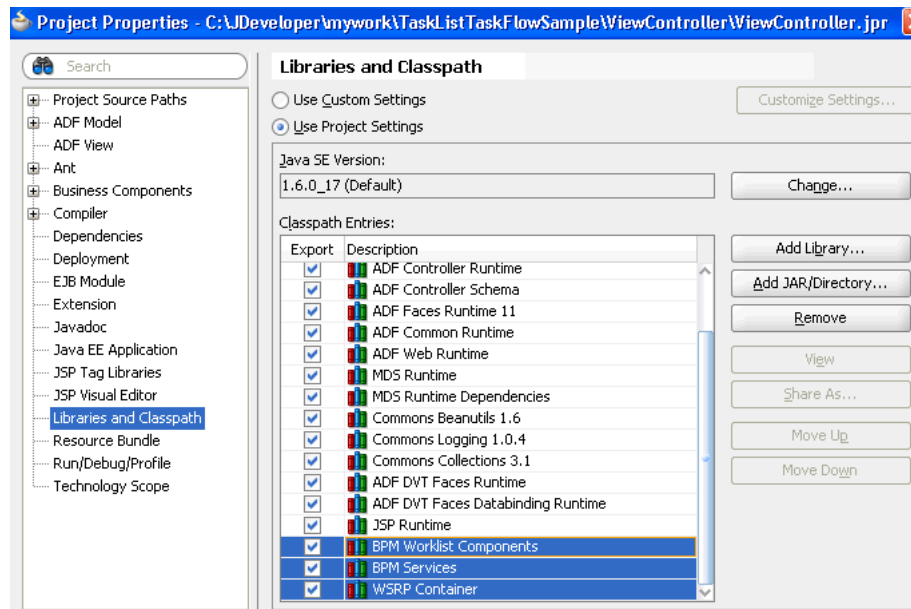 Project Properties - C:\JDeveloper\mywork\TaskListTaskFlowSample\ViewController\ViewController.jpr
Search
Project Source Paths
ADF Model
ADF View
Ant
Business Components
Compiler
Dependencies
Deployment
EJB Module
Extension
Javadoc
Java EE Application
JSP Tag Libraries
JSP Visual Editor
Libraries and Classpath
Resource Bundle
Run/Debug/Profile
Technology Scope
Libraries and Classpath
Use Custom Settings
Customize Settings...
Use Project Settings
Java SE Version:
1.6.0_17 (Default)
Change...
Classpath Entries:
Export Description
ADF Controller Runtime
ADF Controller Schema
ADF Faces Runtime 11
ADF Common Runtime
ADF Web Runtime
MDS Runtime
MDS Runtime Dependencies
Commons Beanutils 1.6
Commons Logging 1.0.4
Commons Collections 3.1
ADF DVT Faces Runtime
ADF DVT Faces Databinding Runtime
JSP Runtime
BPM Worklist Components
BPM Services
WSRP Container
Add Library...
Add JAR/Directory...
Remove
View
Share As...
Move Up
Move Down